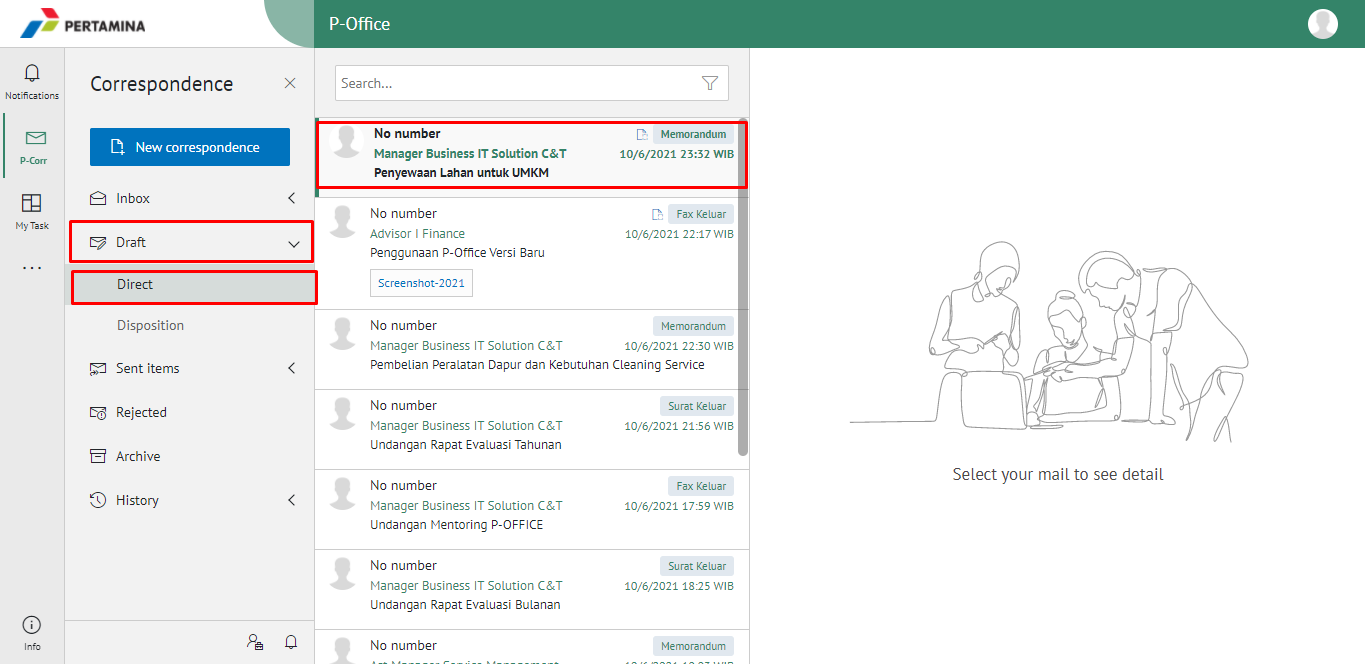 PERTAMINA
P-Office
Notifications
P-Corr
My Task
Info
Correspondence
New correspondence
Inbox
Draft
Direct
Disposition
Sent items
Rejected
Archive
History
Search...
No number
Memorandum
Manager Business IT Solution C&T
10/6/2021 23:32 WIB
Penyewaan Lahan untuk UMKM
No number
Fax Keluar
Advisor I Finance
10/6/2021 22:17 WIB
Penggunaan P-Office Versi Baru
Screenshot-2021
No number
Memorandum
Manager Business IT Solution C&T
10/6/2021 22:30 WIB
Pembelian Peralatan Dapur dan Kebutuhan Cleaning Service
No number
Surat Keluar
Manager Business IT Solution C&T
10/6/2021 21:56 WIB
Undangan Rapat Evaluasi Tahunan
No number
Fax Keluar
Manager Business IT Solution C&T
10/6/2021 17:59 WIB
Undangan Mentoring P-OFFICE
No number
Surat Keluar
Manager Business IT Solution C&T
10/6/2021 18:25 WIB
Undangan Rapat Evaluasi Bulanan
No number
Memorandum
Select your mail to see detail